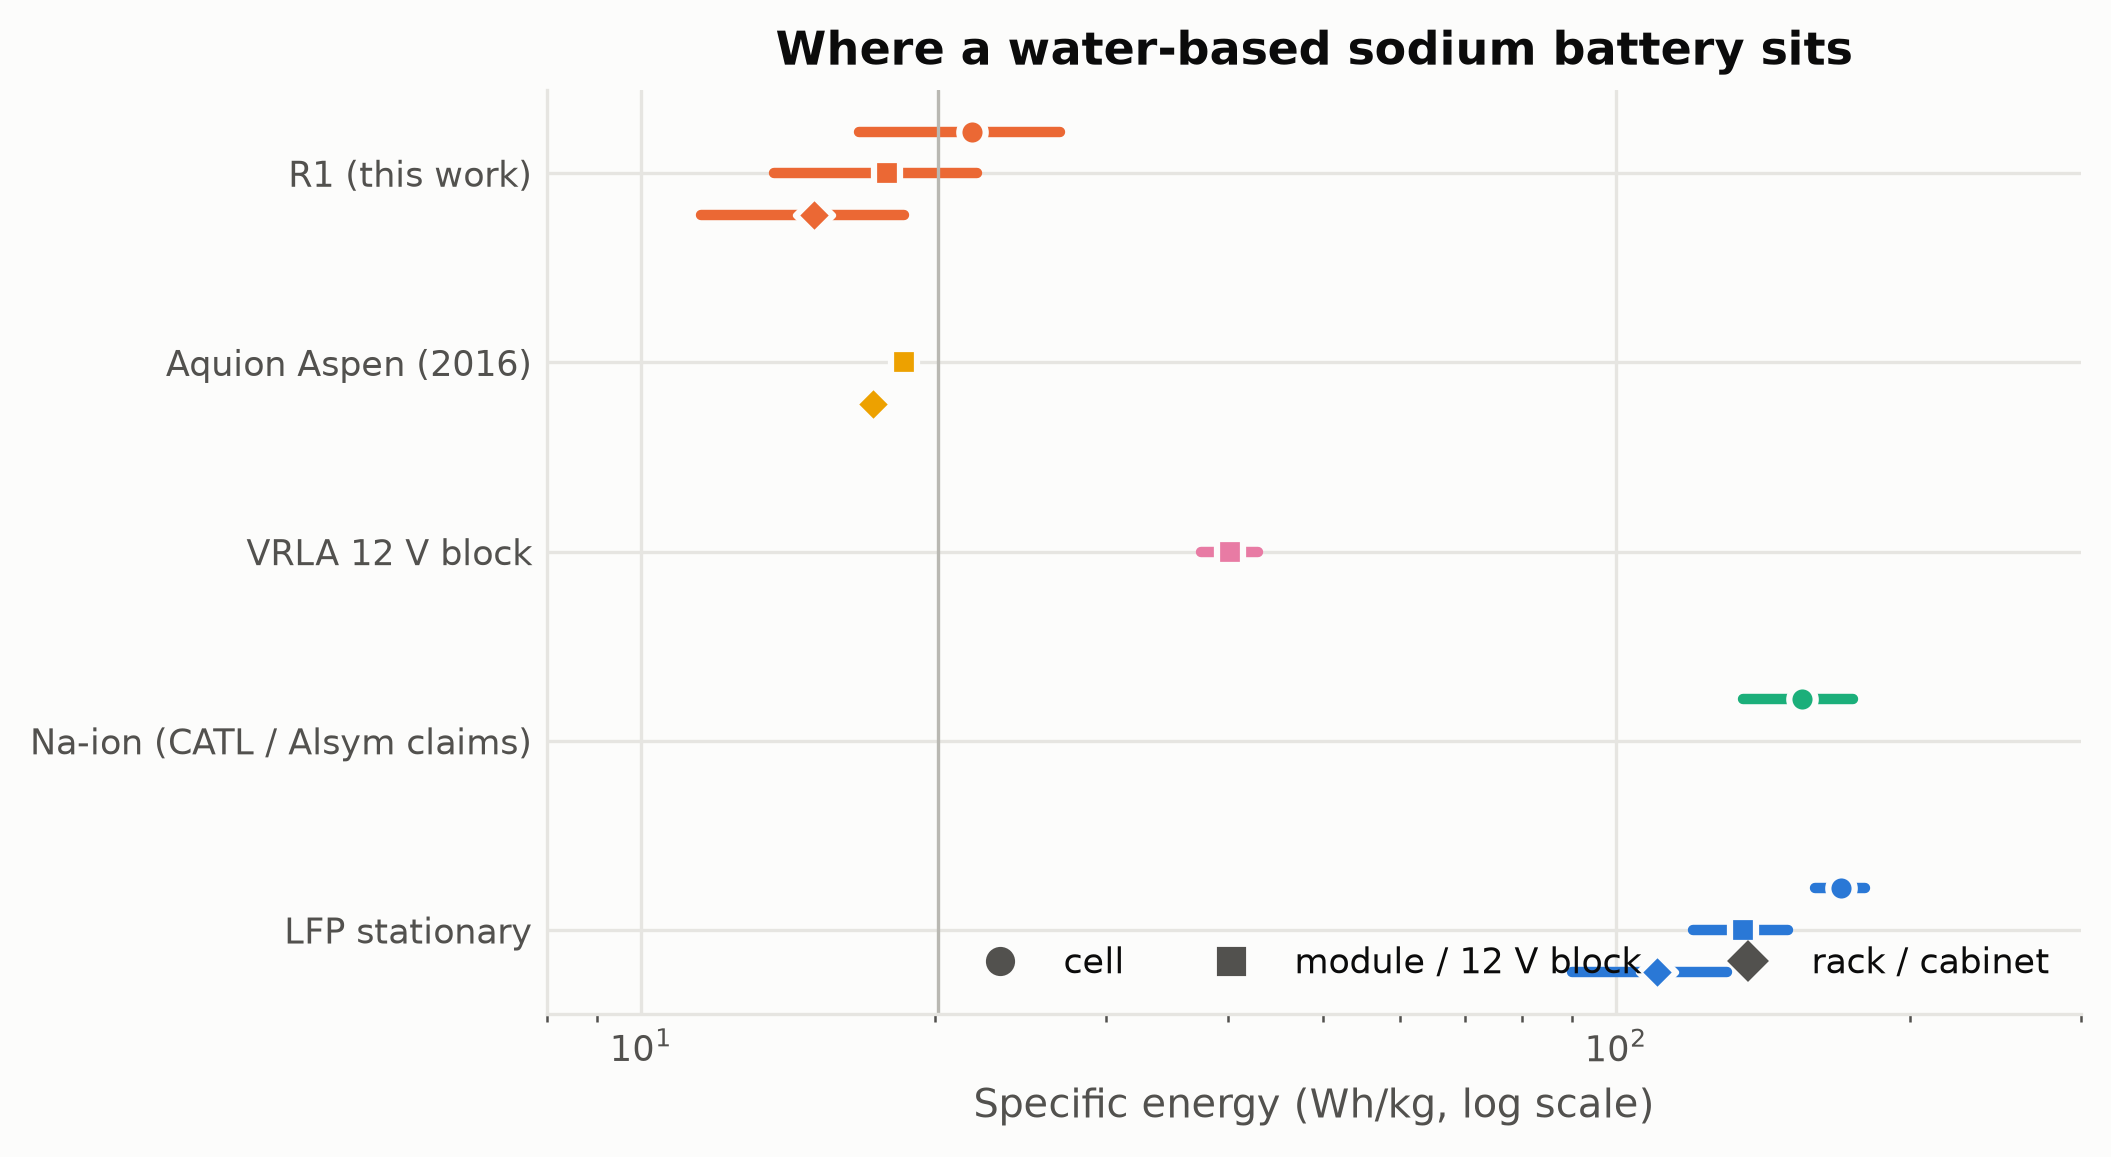 Where a water-based sodium battery sits
R1 (this work)
Aquion Aspen (2016)
VRLA 12 V block
Na-ion (CATL / Alsym claims)
LFP stationary
cell
module / 12 V block
rack / cabinet
10¹
10²
Specific energy (Wh/kg, log scale)